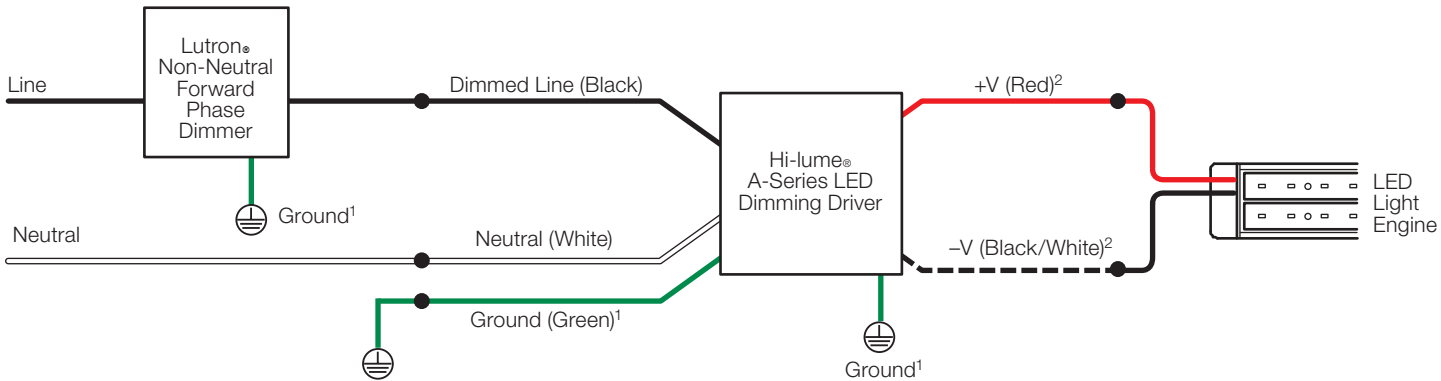 Lutron®
Non-Neutral
Forward
Phase
Dimmer
Line
Dimmed Line (Black)
+V (Red)²
Hi-lume®
A-Series LED
Dimming Driver
LED
Light
Engine
Ground¹
Neutral
Neutral (White)
–V (Black/White)²
Ground (Green)¹
Ground¹